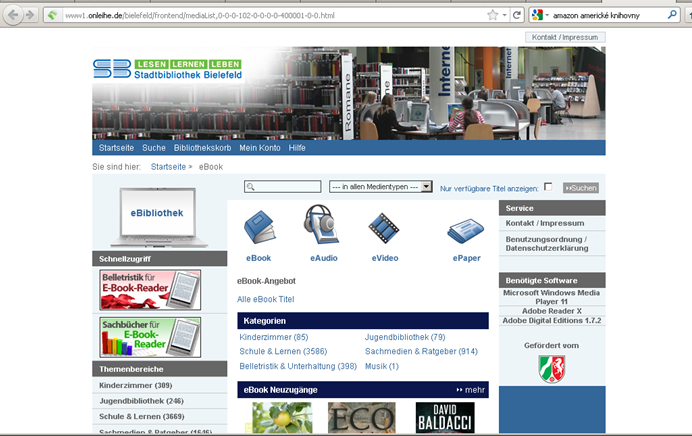 www1.onleihe.de/bielefeld/frontend/mediaList,0-0-0-102-0-0-0-0-400001-0-0.html
amazon americké knihovny
Kontakt / Impressum
LESEN LERNEN LEBEN
Stadtbibliothek Bielefeld
Romane
Internet
Internet
Startseite Suche Bibliothekskorb Mein Konto Hilfe
Sie sind hier: Startseite > eBook
eBibliothek
--- in allen Medientypen ---
Nur verfügbare Titel anzeigen:
Suchen
eBook eAudio eVideo ePaper
Schnellzugriff
Belletristik für
E-Book-Reader
Sachbücher für
E-Book-
Reader
Themenbereiche
Kinderzimmer (309)
Jugendbibliothek (246)
Schule & Lernen (3669)
Sachmedien & Ratgeber (1646)
eBook-Angebot
Alle eBook Titel
Kategorien
Kinderzimmer (85) Jugendbibliothek (79)
Schule & Lernen (3586) Sachmedien & Ratgeber (914)
Belletristik & Unterhaltung (398) Musik (1)
eBook Neuzugänge mehr
ECO
DAVID
BALDACCI
Service
Kontakt / Impressum
Benutzungsordnung /
Datenschutzerklärung
Benötigte Software
Microsoft Windows Media
Player 11
Adobe Reader X
Adobe Digital Editions 1.7.2
Gefördert vom